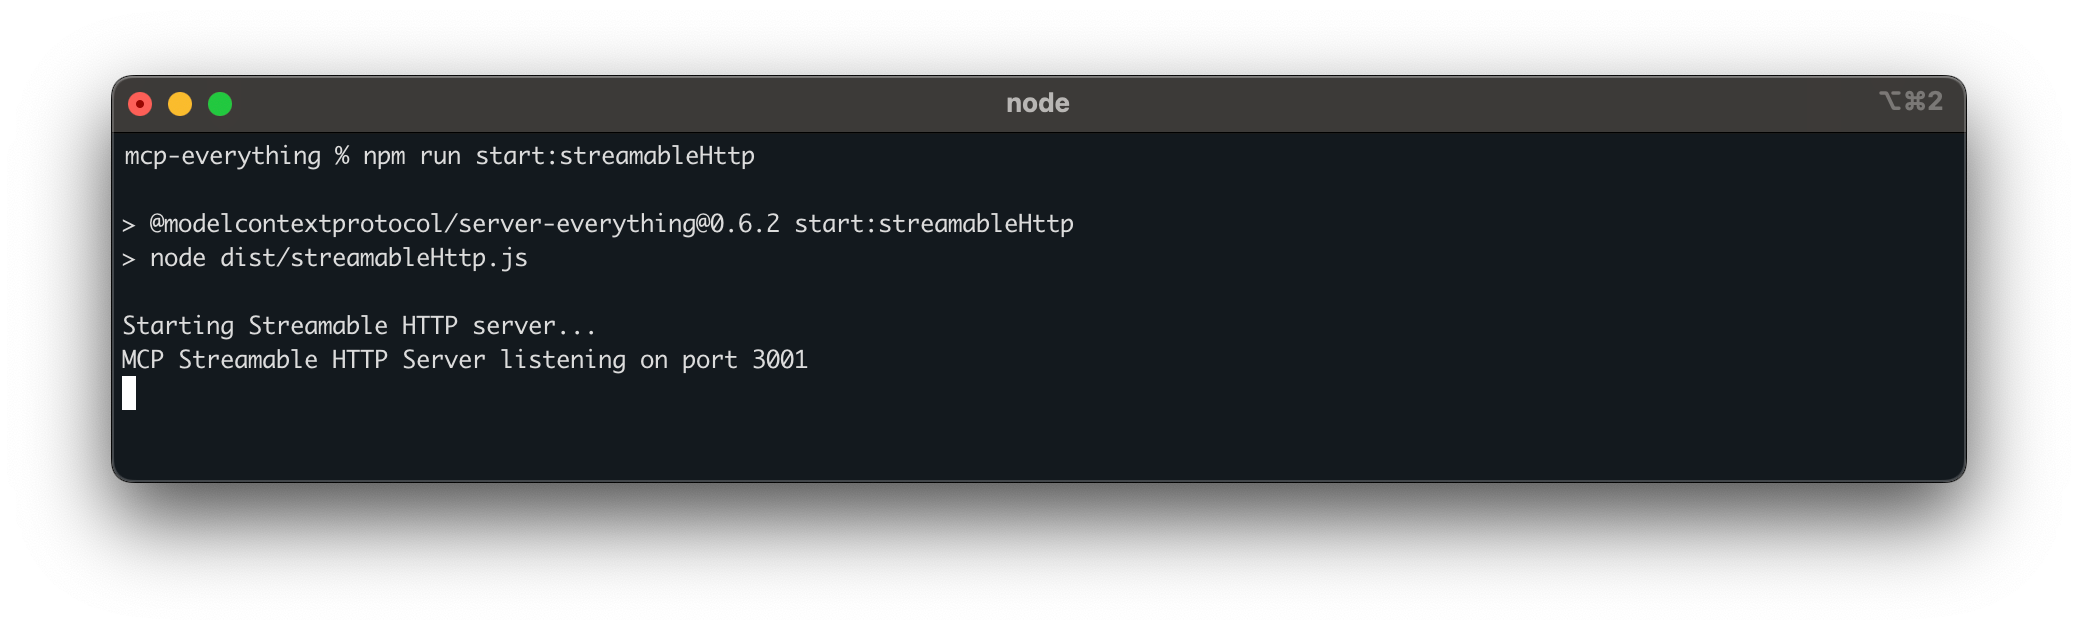 node
⌥⌘2
mcp-everything % npm run start:streamableHttp
> @modelcontextprotocol/server-everything@0.6.2 start:streamableHttp
> node dist/streamableHttp.js
Starting Streamable HTTP server...
MCP Streamable HTTP Server listening on port 3001